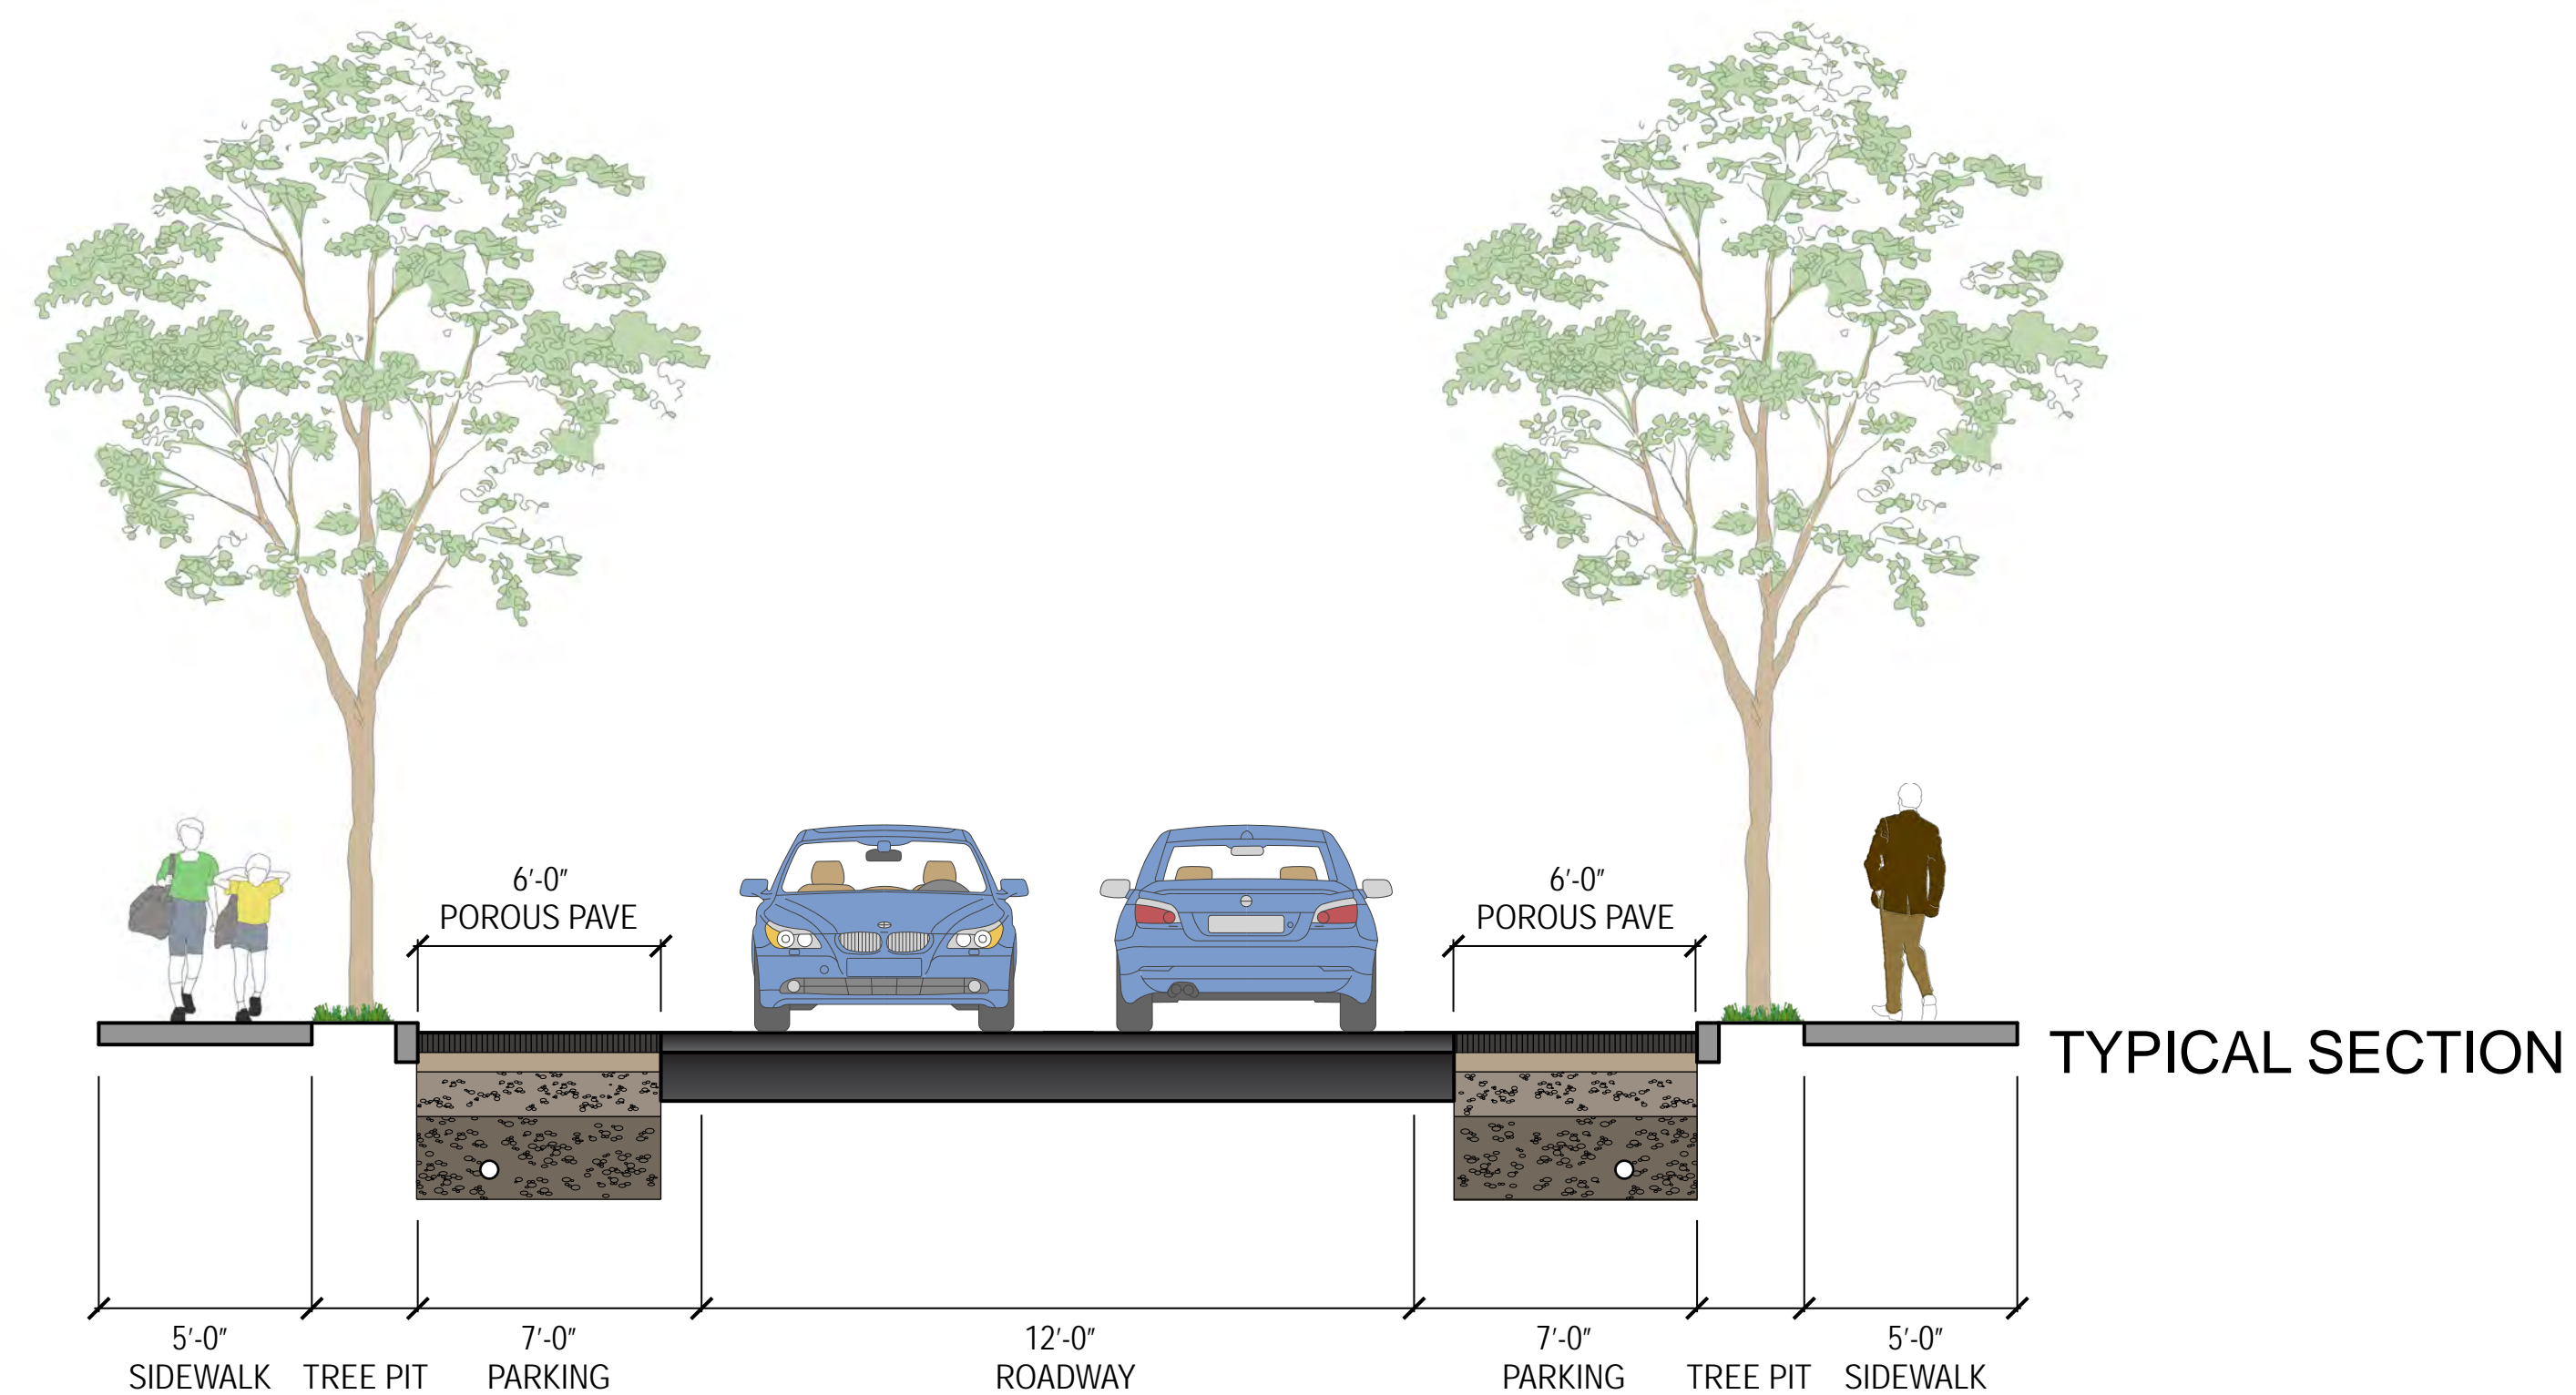 6'-0"
POROUS PAVE
6'-0"
POROUS PAVE
TYPICAL SECTION
5'-0"
SIDEWALK
TREE PIT
7'-0"
PARKING
12'-0"
ROADWAY
7'-0"
PARKING
TREE PIT
5'-0"
SIDEWALK